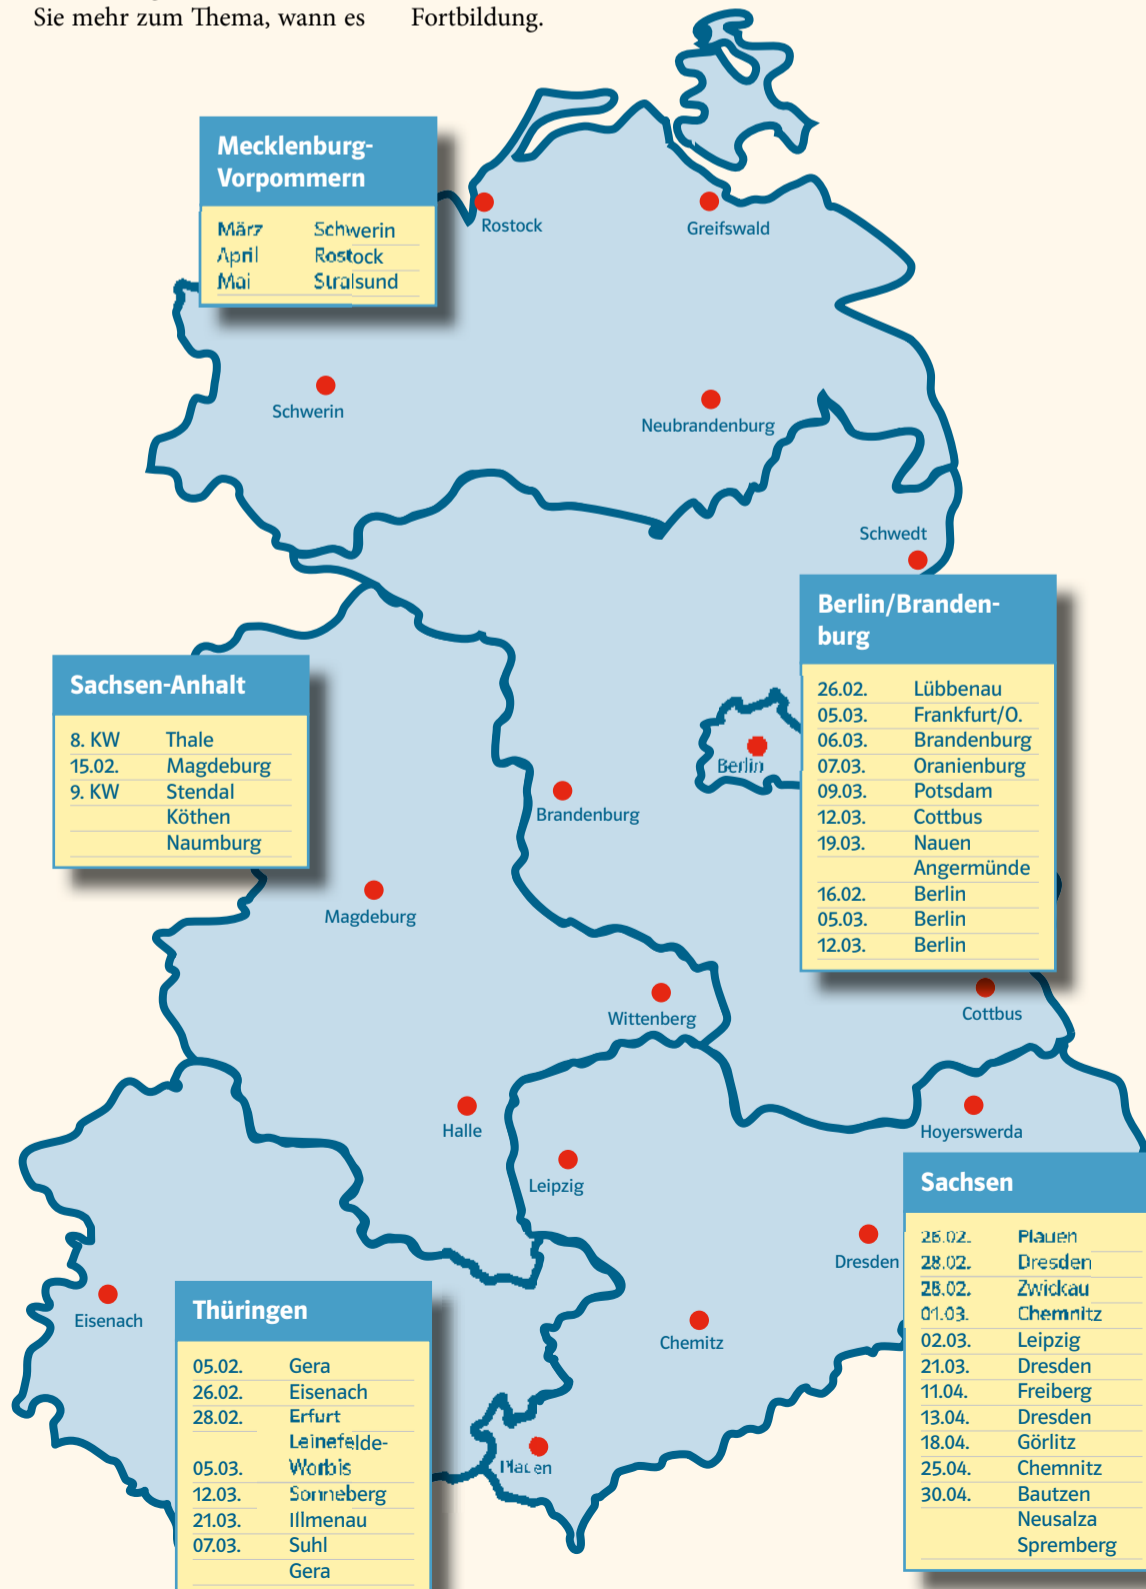 Sie mehr zum Thema, wann es
Fortbildung.
Mecklenburg-
Vorpommern
März Schwerin
April Rostock
Mai Stralsund
Rostock
Greifswald
Schwerin
Neubrandenburg
Schwedt
Berlin/Branden-
burg
26.02. Lübbenau
05.03. Frankfurt/O.
06.03. Brandenburg
07.03. Oranienburg
09.03. Potsdam
12.03. Cottbus
19.03. Nauen
Angermünde
16.02. Berlin
05.03. Berlin
12.03. Berlin
Sachsen-Anhalt
8. KW Thale
15.02. Magdeburg
9. KW Stendal
Köthen
Naumburg
Berlin
Brandenburg
Magdeburg
Wittenberg
Cottbus
Halle
Hoyerswerda
Leipzig
Dresden
Eisenach
Chemitz
Plauen
Sachsen
Plauen
28.02. Dresden
Zwickau
01.03. Chemnitz
02.03. Leipzig
21.03. Dresden
11.04. Freiberg
13.04. Dresden
18.04. Görlitz
25.04. Chemnitz
30.04. Bautzen
Neusalza
Spremberg
Thüringen
05.02. Gera
26.02. Eisenach
28.02. Erfurt
Leinefelde-
05.03. Worbis
12.03. Sonneberg
21.03. Illmenau
07.03. Suhl
Gera